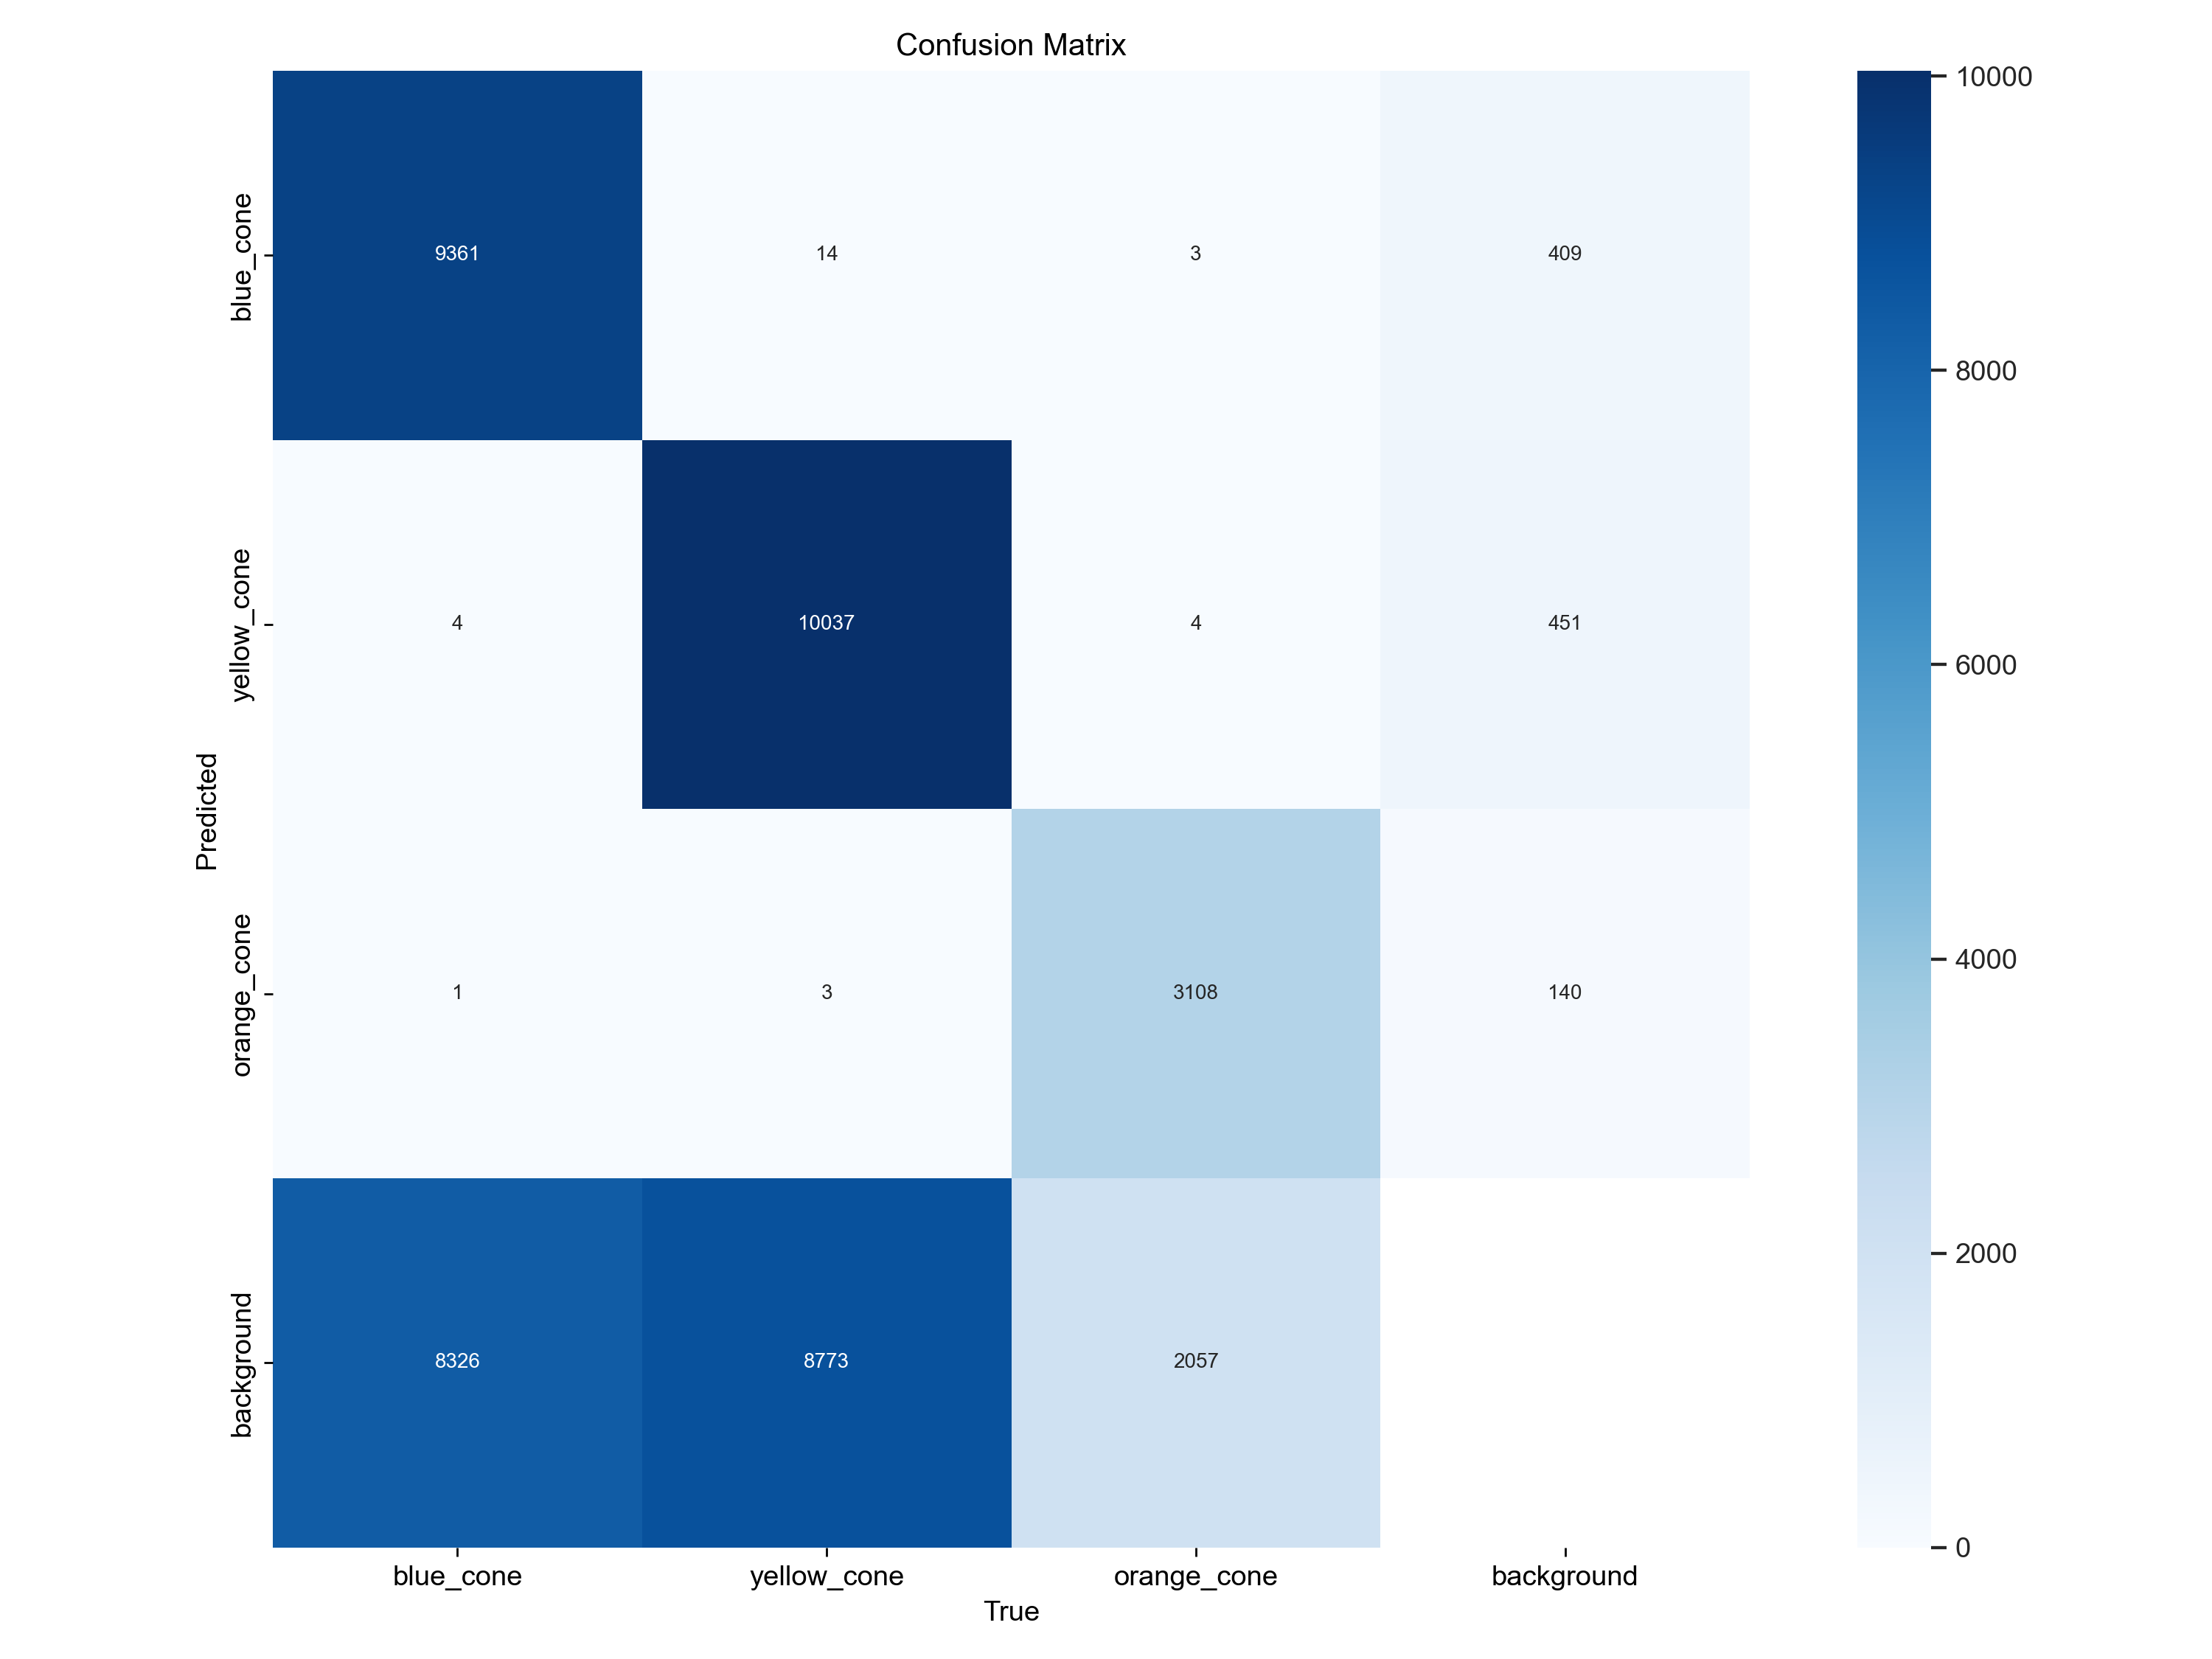 Confusion Matrix
blue_cone
9361
14
3
409
yellow_cone
4
10037
4
451
orange_cone
1
3
3108
140
background
8326
8773
2057
Predicted
blue_cone
yellow_cone
orange_cone
background
True
10000
8000
6000
4000
2000
0